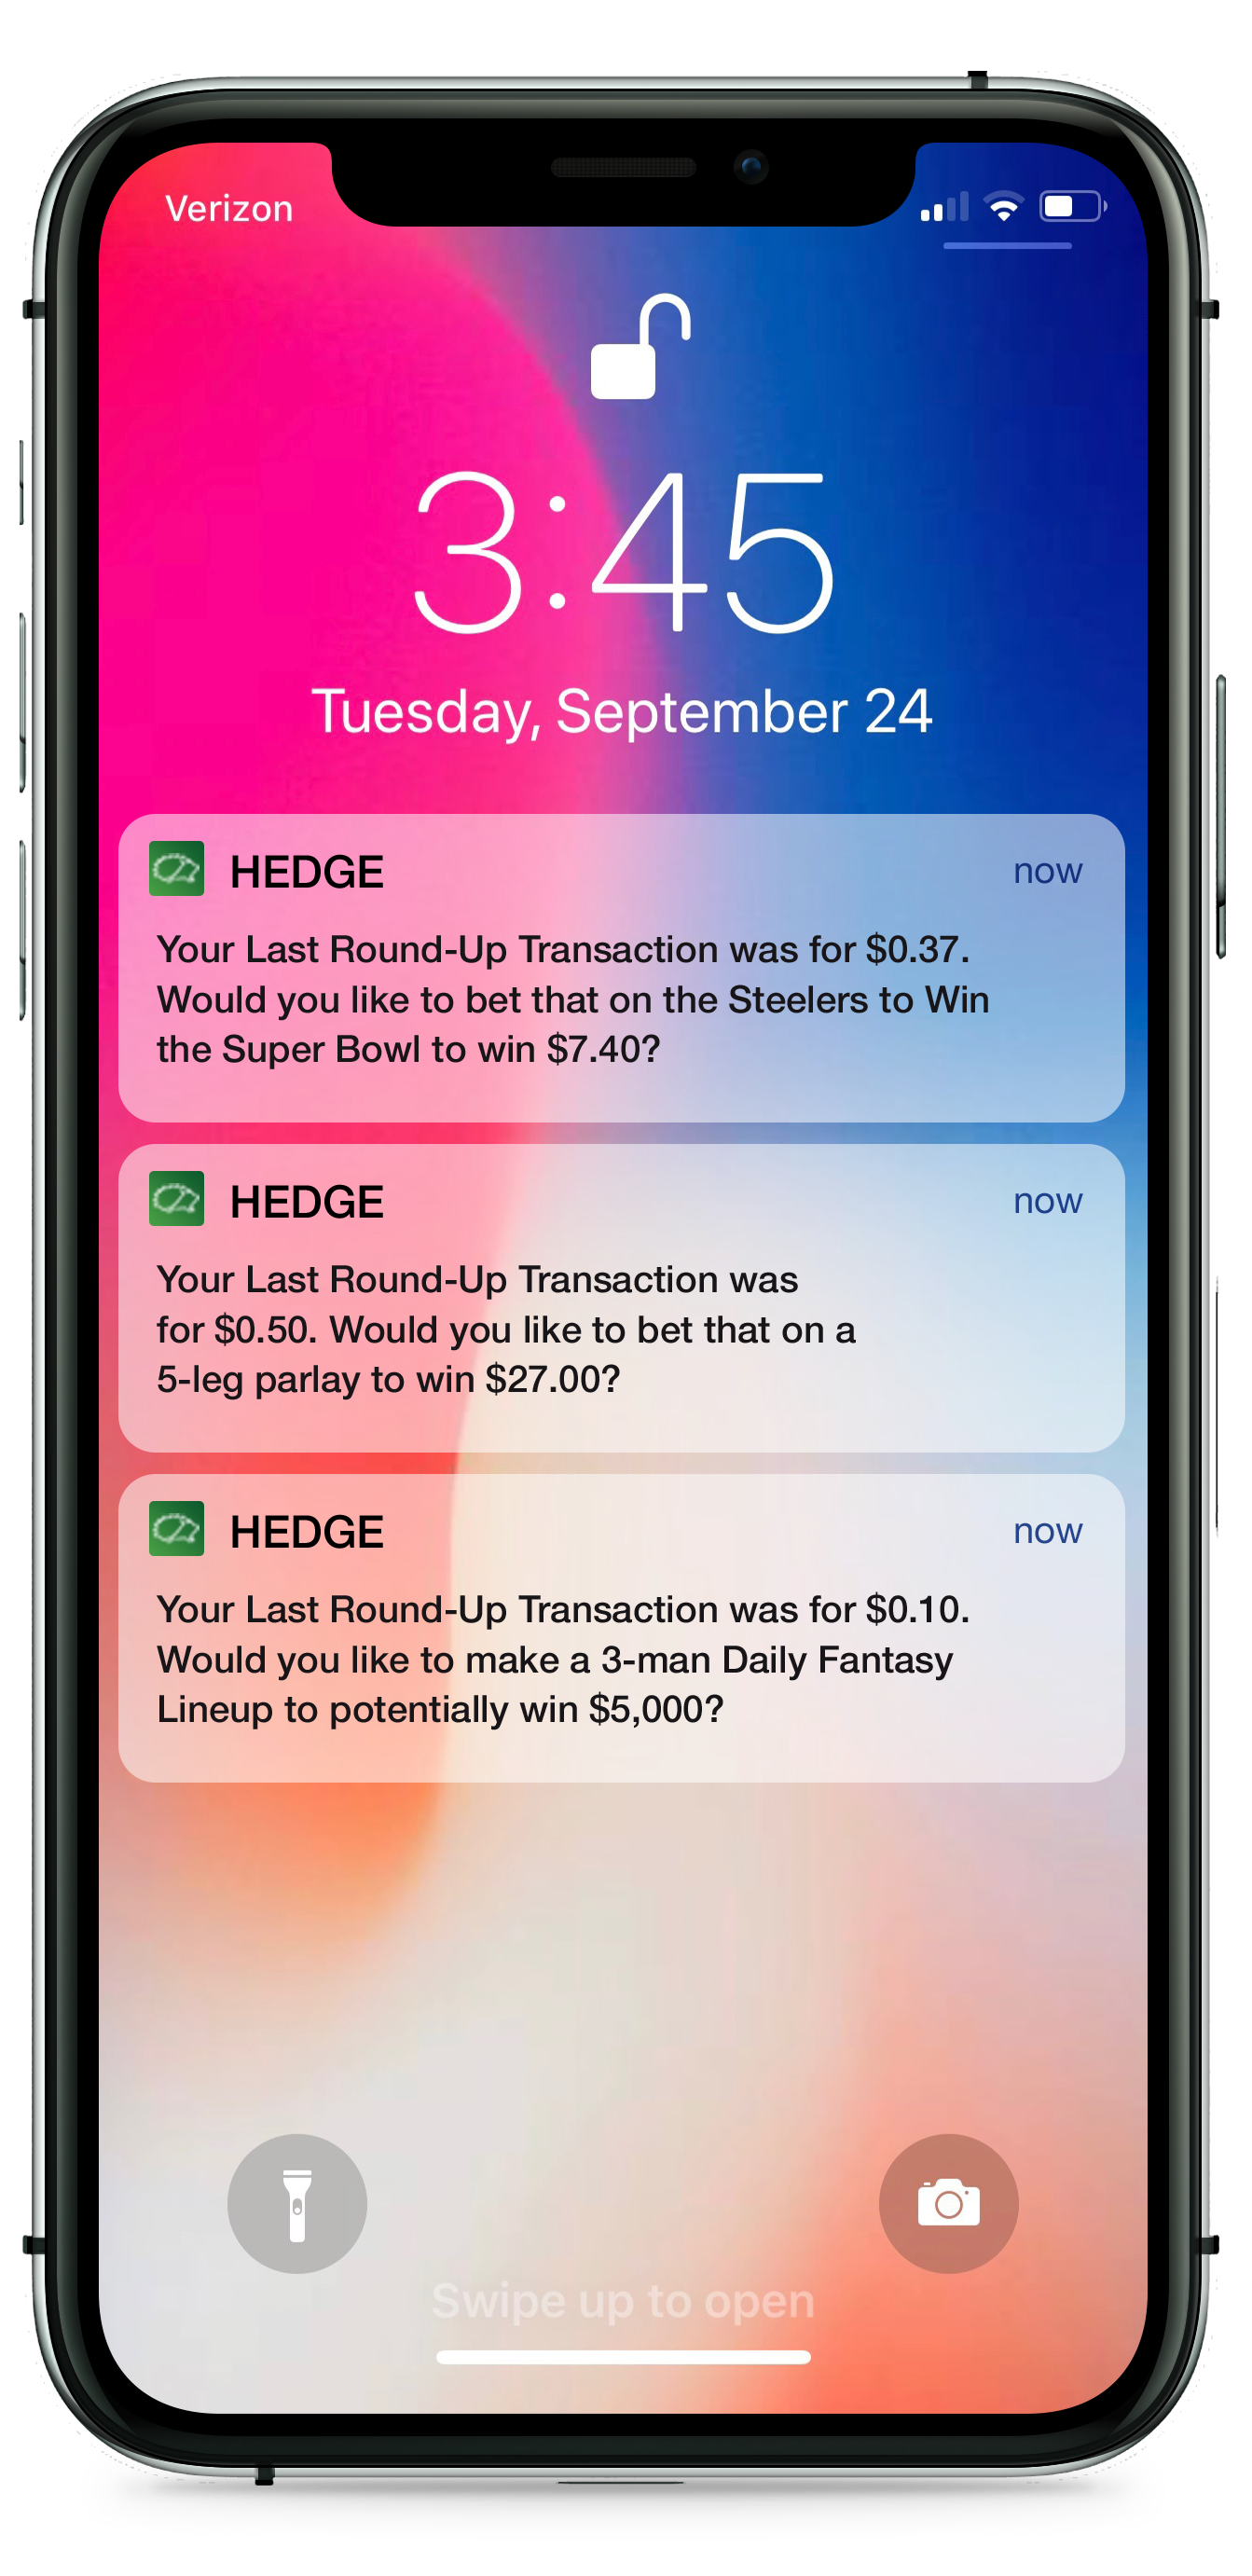 Verizon
3:45
Tuesday, September 24
HEDGE now
Your Last Round-Up Transaction was for $0.37.
Would you like to bet that on the Steelers to Win
the Super Bowl to win $7.40?
HEDGE now
Your Last Round-Up Transaction was
for $0.50. Would you like to bet that on a
5-leg parlay to win $27.00?
HEDGE now
Your Last Round-Up Transaction was for $0.10.
Would you like to make a 3-man Daily Fantasy
Lineup to potentially win $5,000?
Swipe up to open